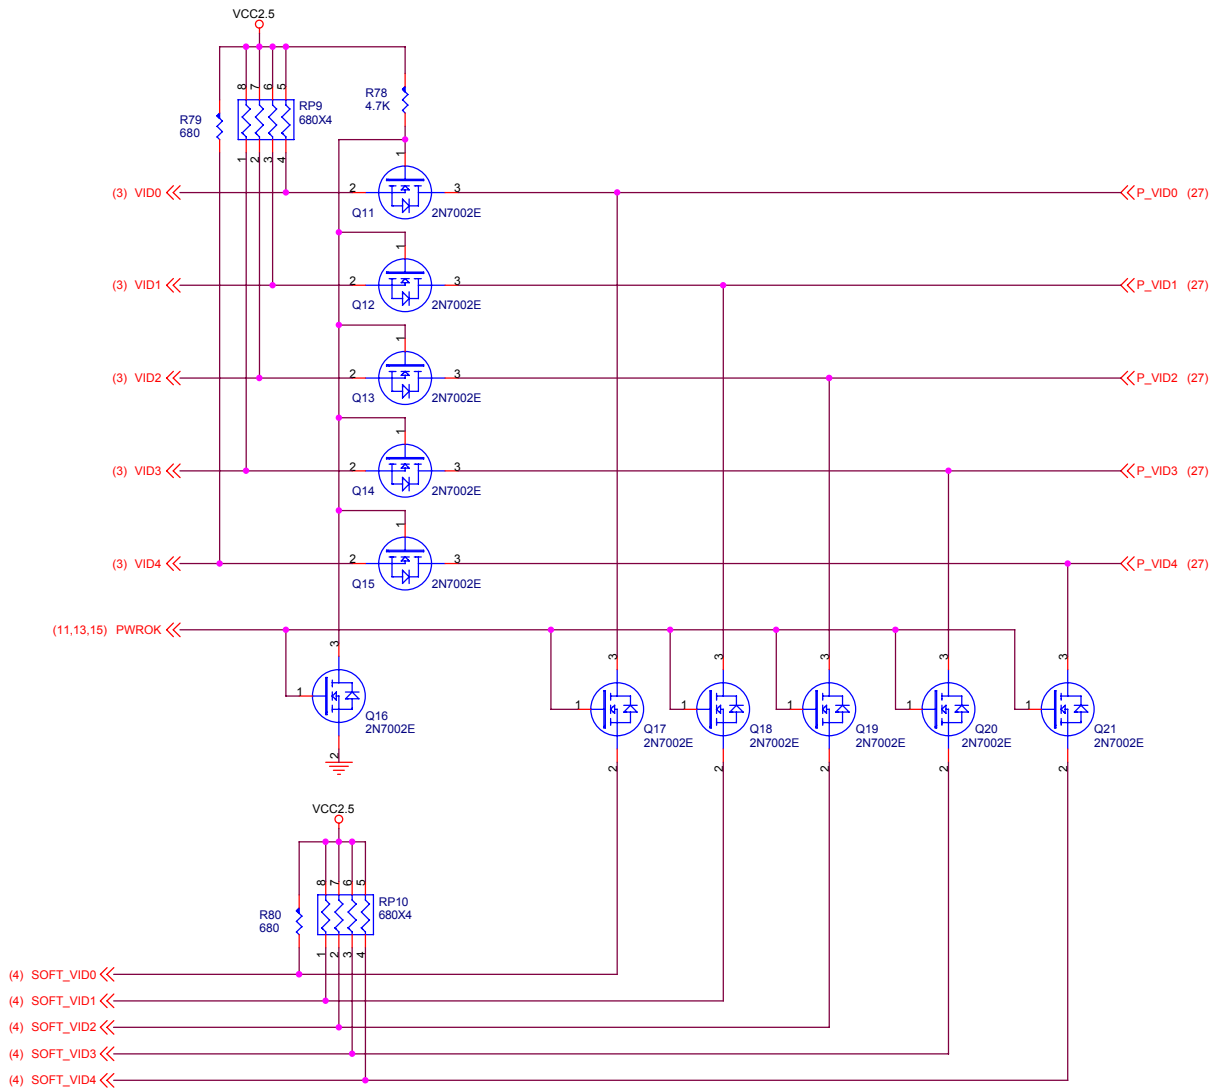 VCC2.5
8 7 6 5
R78
4.7K
RP9
680X4
R79
680
1 2 3 4
1
(3) VID0
2
3
P_VID0 (27)
Q11
2N7002E
1
(3) VID1
2
3
P_VID1 (27)
Q12
2N7002E
1
(3) VID2
2
3
P_VID2 (27)
Q13
2N7002E
1
(3) VID3
2
3
P_VID3 (27)
Q14
2N7002E
1
(3) VID4
2
3
P_VID4 (27)
Q15
2N7002E
(11,13,15) PWROK
3
3
3
3
3
3
1
1
1
1
1
1
Q16
2N7002E
Q17
2N7002E
Q18
2N7002E
Q19
2N7002E
Q20
2N7002E
Q21
2N7002E
2
2
2
2
2
2
VCC2.5
8 7 6 5
RP10
680X4
R80
680
1 2 3 4
(4) SOFT_VID0
(4) SOFT_VID1
(4) SOFT_VID2
(4) SOFT_VID3
(4) SOFT_VID4